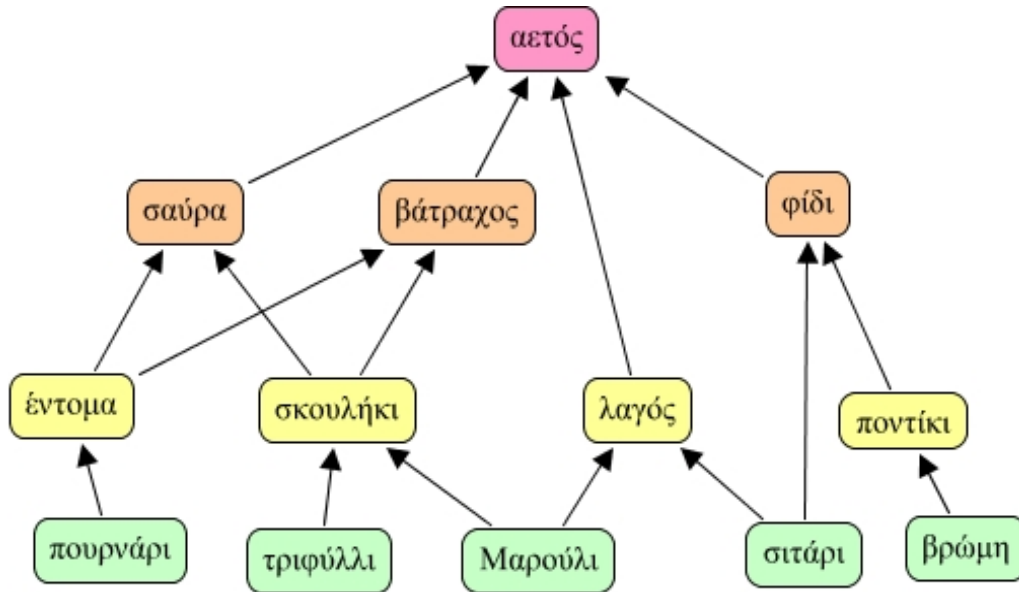 αετός
σαύρα
βάτραχος
φίδι
έντομα
σκουλήκι
λαγός
ποντίκι
πουρνάρι
τριφύλλι
Μαρούλι
σιτάρι
βρώμη